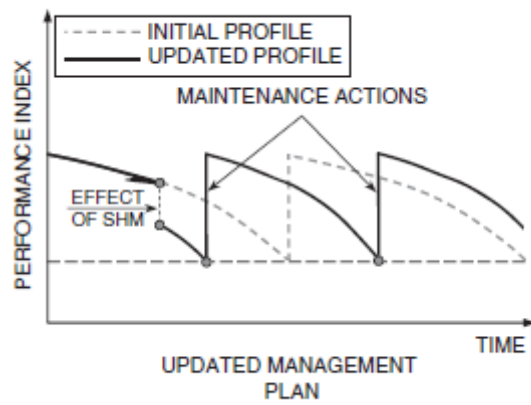 INITIAL PROFILE
UPDATED PROFILE
MAINTENANCE ACTIONS
EFFECT
OF SHM
PERFORMANCE INDEX
TIME
UPDATED MANAGEMENT
PLAN